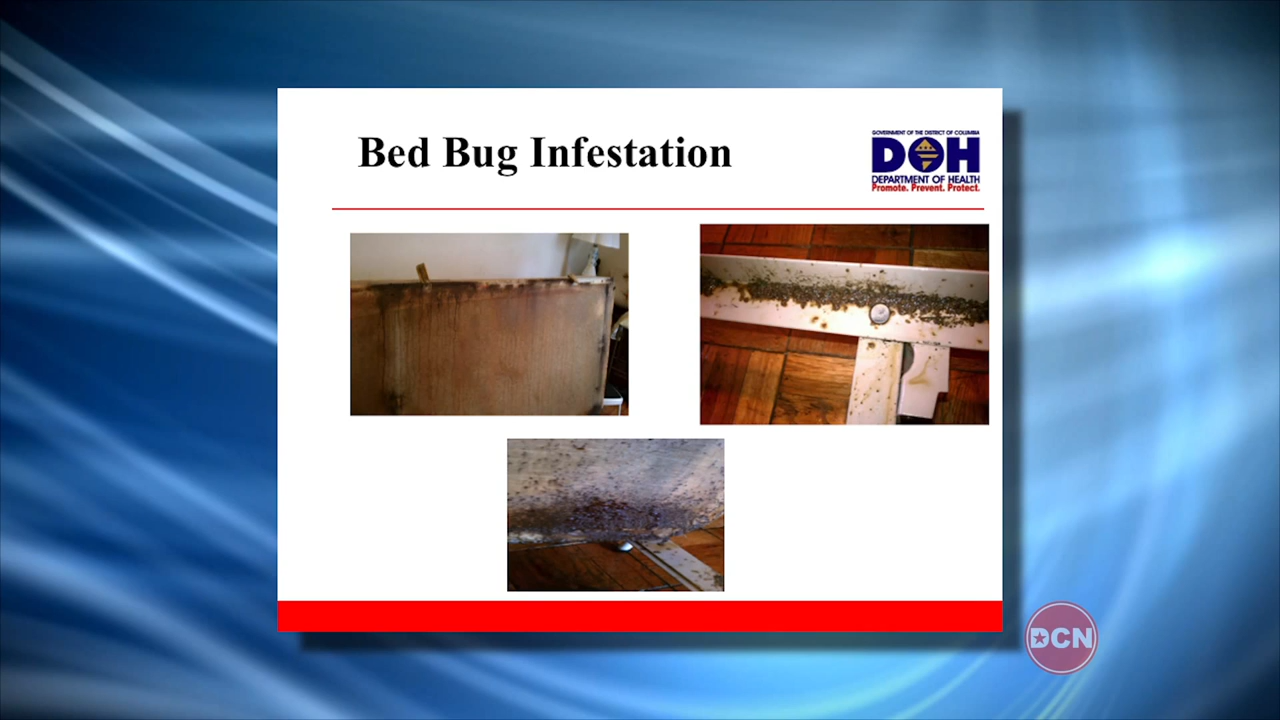 Bed Bug Infestation
GOVERNMENT OF THE DISTRICT OF COLUMBIA
DOH
DEPARTMENT OF HEALTH
Promote. Prevent. Protect.
DCN